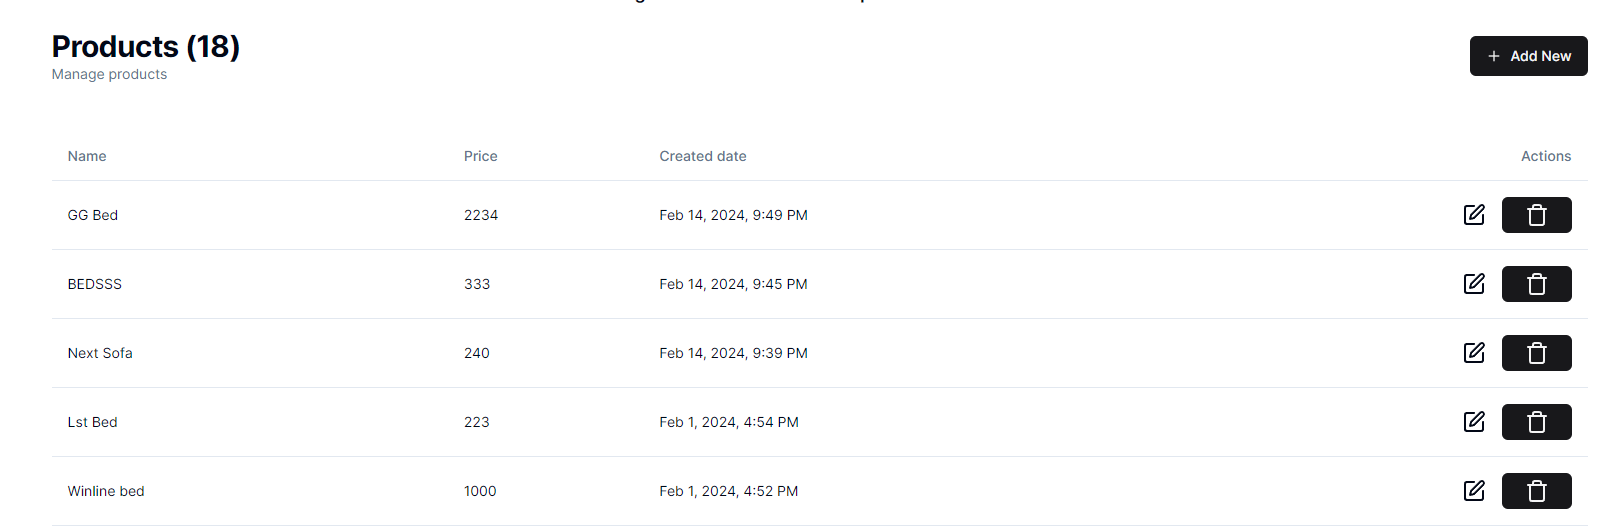 Products (18)
Manage products
Add New
Name Price Created date Actions
GG Bed 2234 Feb 14, 2024, 9:49 PM
BEDSSS 333 Feb 14, 2024, 9:45 PM
Next Sofa 240 Feb 14, 2024, 9:39 PM
Lst Bed 223 Feb 1, 2024, 4:54 PM
Winline bed 1000 Feb 1, 2024, 4:52 PM